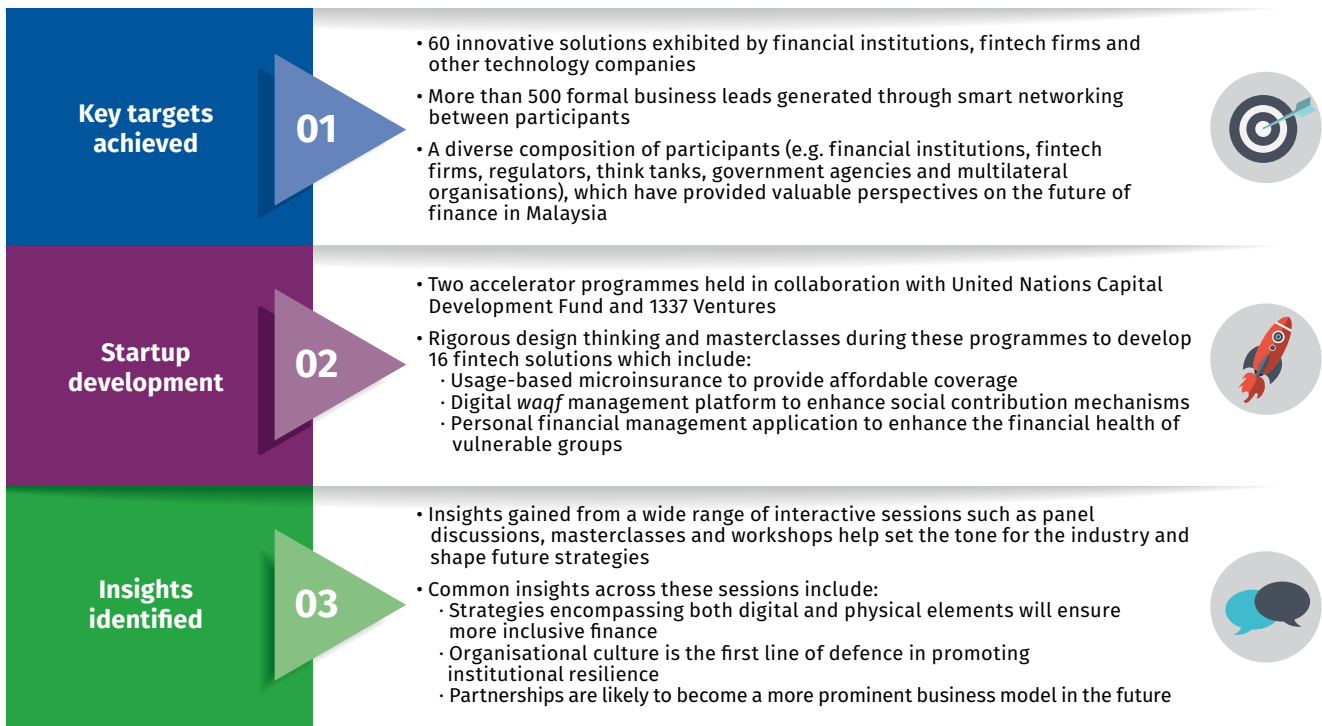 Key targets
achieved
01
• 60 innovative solutions exhibited by financial institutions, fintech firms and
other technology companies
• More than 500 formal business leads generated through smart networking
between participants
• A diverse composition of participants (e.g. financial institutions, fintech
firms, regulators, think tanks, government agencies and multilateral
organisations), which have provided valuable perspectives on the future of
finance in Malaysia
Startup
development
02
• Two accelerator programmes held in collaboration with United Nations Capital
Development Fund and 1337 Ventures
• Rigorous design thinking and masterclasses during these programmes to develop
16 fintech solutions which include:
· Usage-based microinsurance to provide affordable coverage
· Digital waqf management platform to enhance social contribution mechanisms
· Personal financial management application to enhance the financial health of
vulnerable groups
Insights
identified
03
• Insights gained from a wide range of interactive sessions such as panel
discussions, masterclasses and workshops help set the tone for the industry and
shape future strategies
• Common insights across these sessions include:
· Strategies encompassing both digital and physical elements will ensure
more inclusive finance
· Organisational culture is the first line of defence in promoting
institutional resilience
· Partnerships are likely to become a more prominent business model in the future